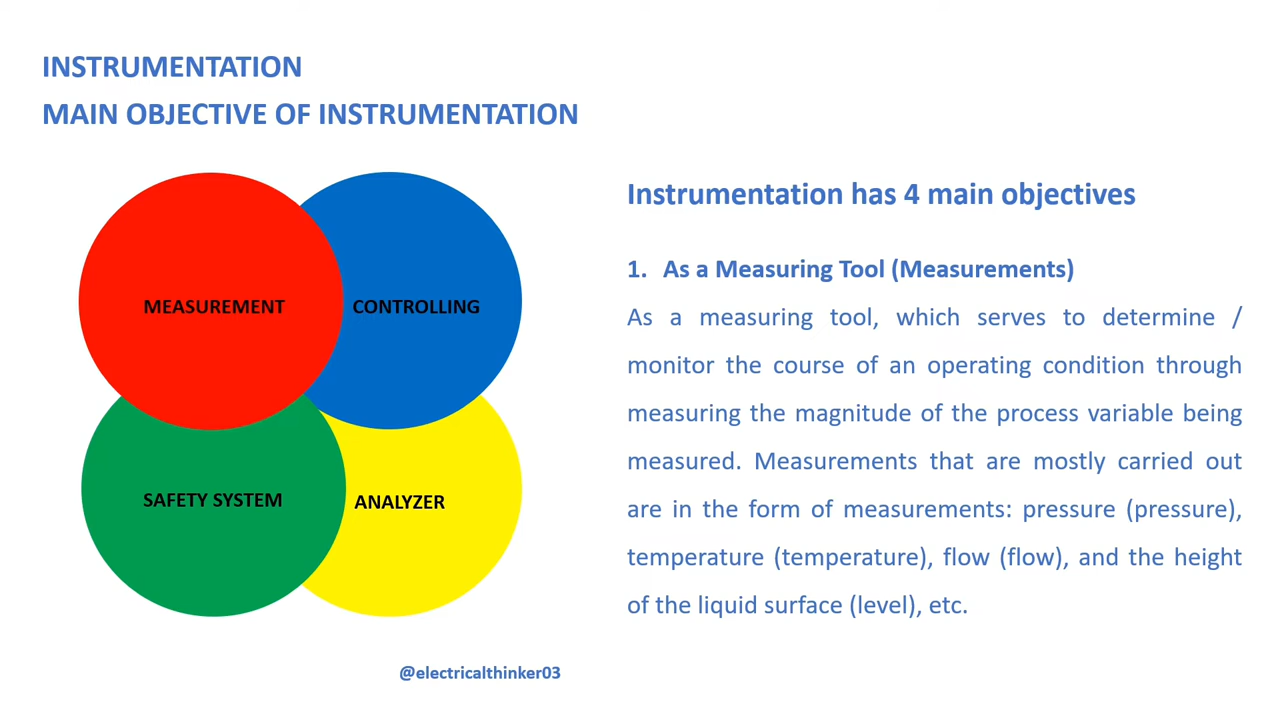 INSTRUMENTATION
MAIN OBJECTIVE OF INSTRUMENTATION
MEASUREMENT
CONTROLLING
SAFETY SYSTEM
ANALYZER
Instrumentation has 4 main objectives
1. As a Measuring Tool (Measurements)
As a measuring tool, which serves to determine /
monitor the course of an operating condition through
measuring the magnitude of the process variable being
measured. Measurements that are mostly carried out
are in the form of measurements: pressure (pressure),
temperature (temperature), flow (flow), and the height
of the liquid surface (level), etc.
@electricalthinker03